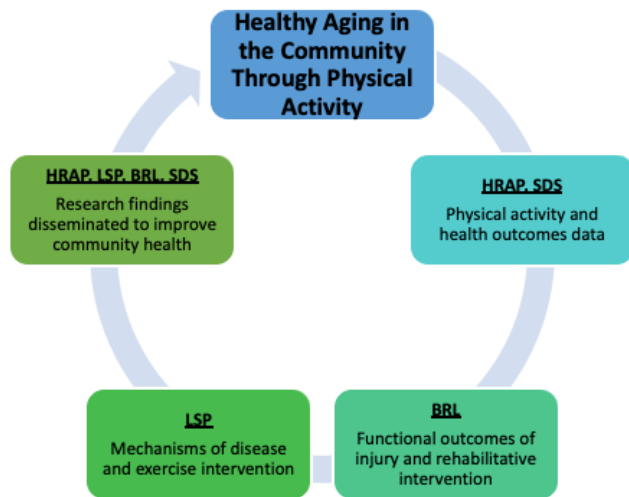 Healthy Aging in
the Community
Through Physical
Activity
HRAP, SDS
Physical activity and
health outcomes data
BRL
Functional outcomes of
injury and rehabilitative
intervention
LSP
Mechanisms of disease
and exercise intervention
HRAP, LSP, BRL, SDS
Research findings
disseminated to improve
community health